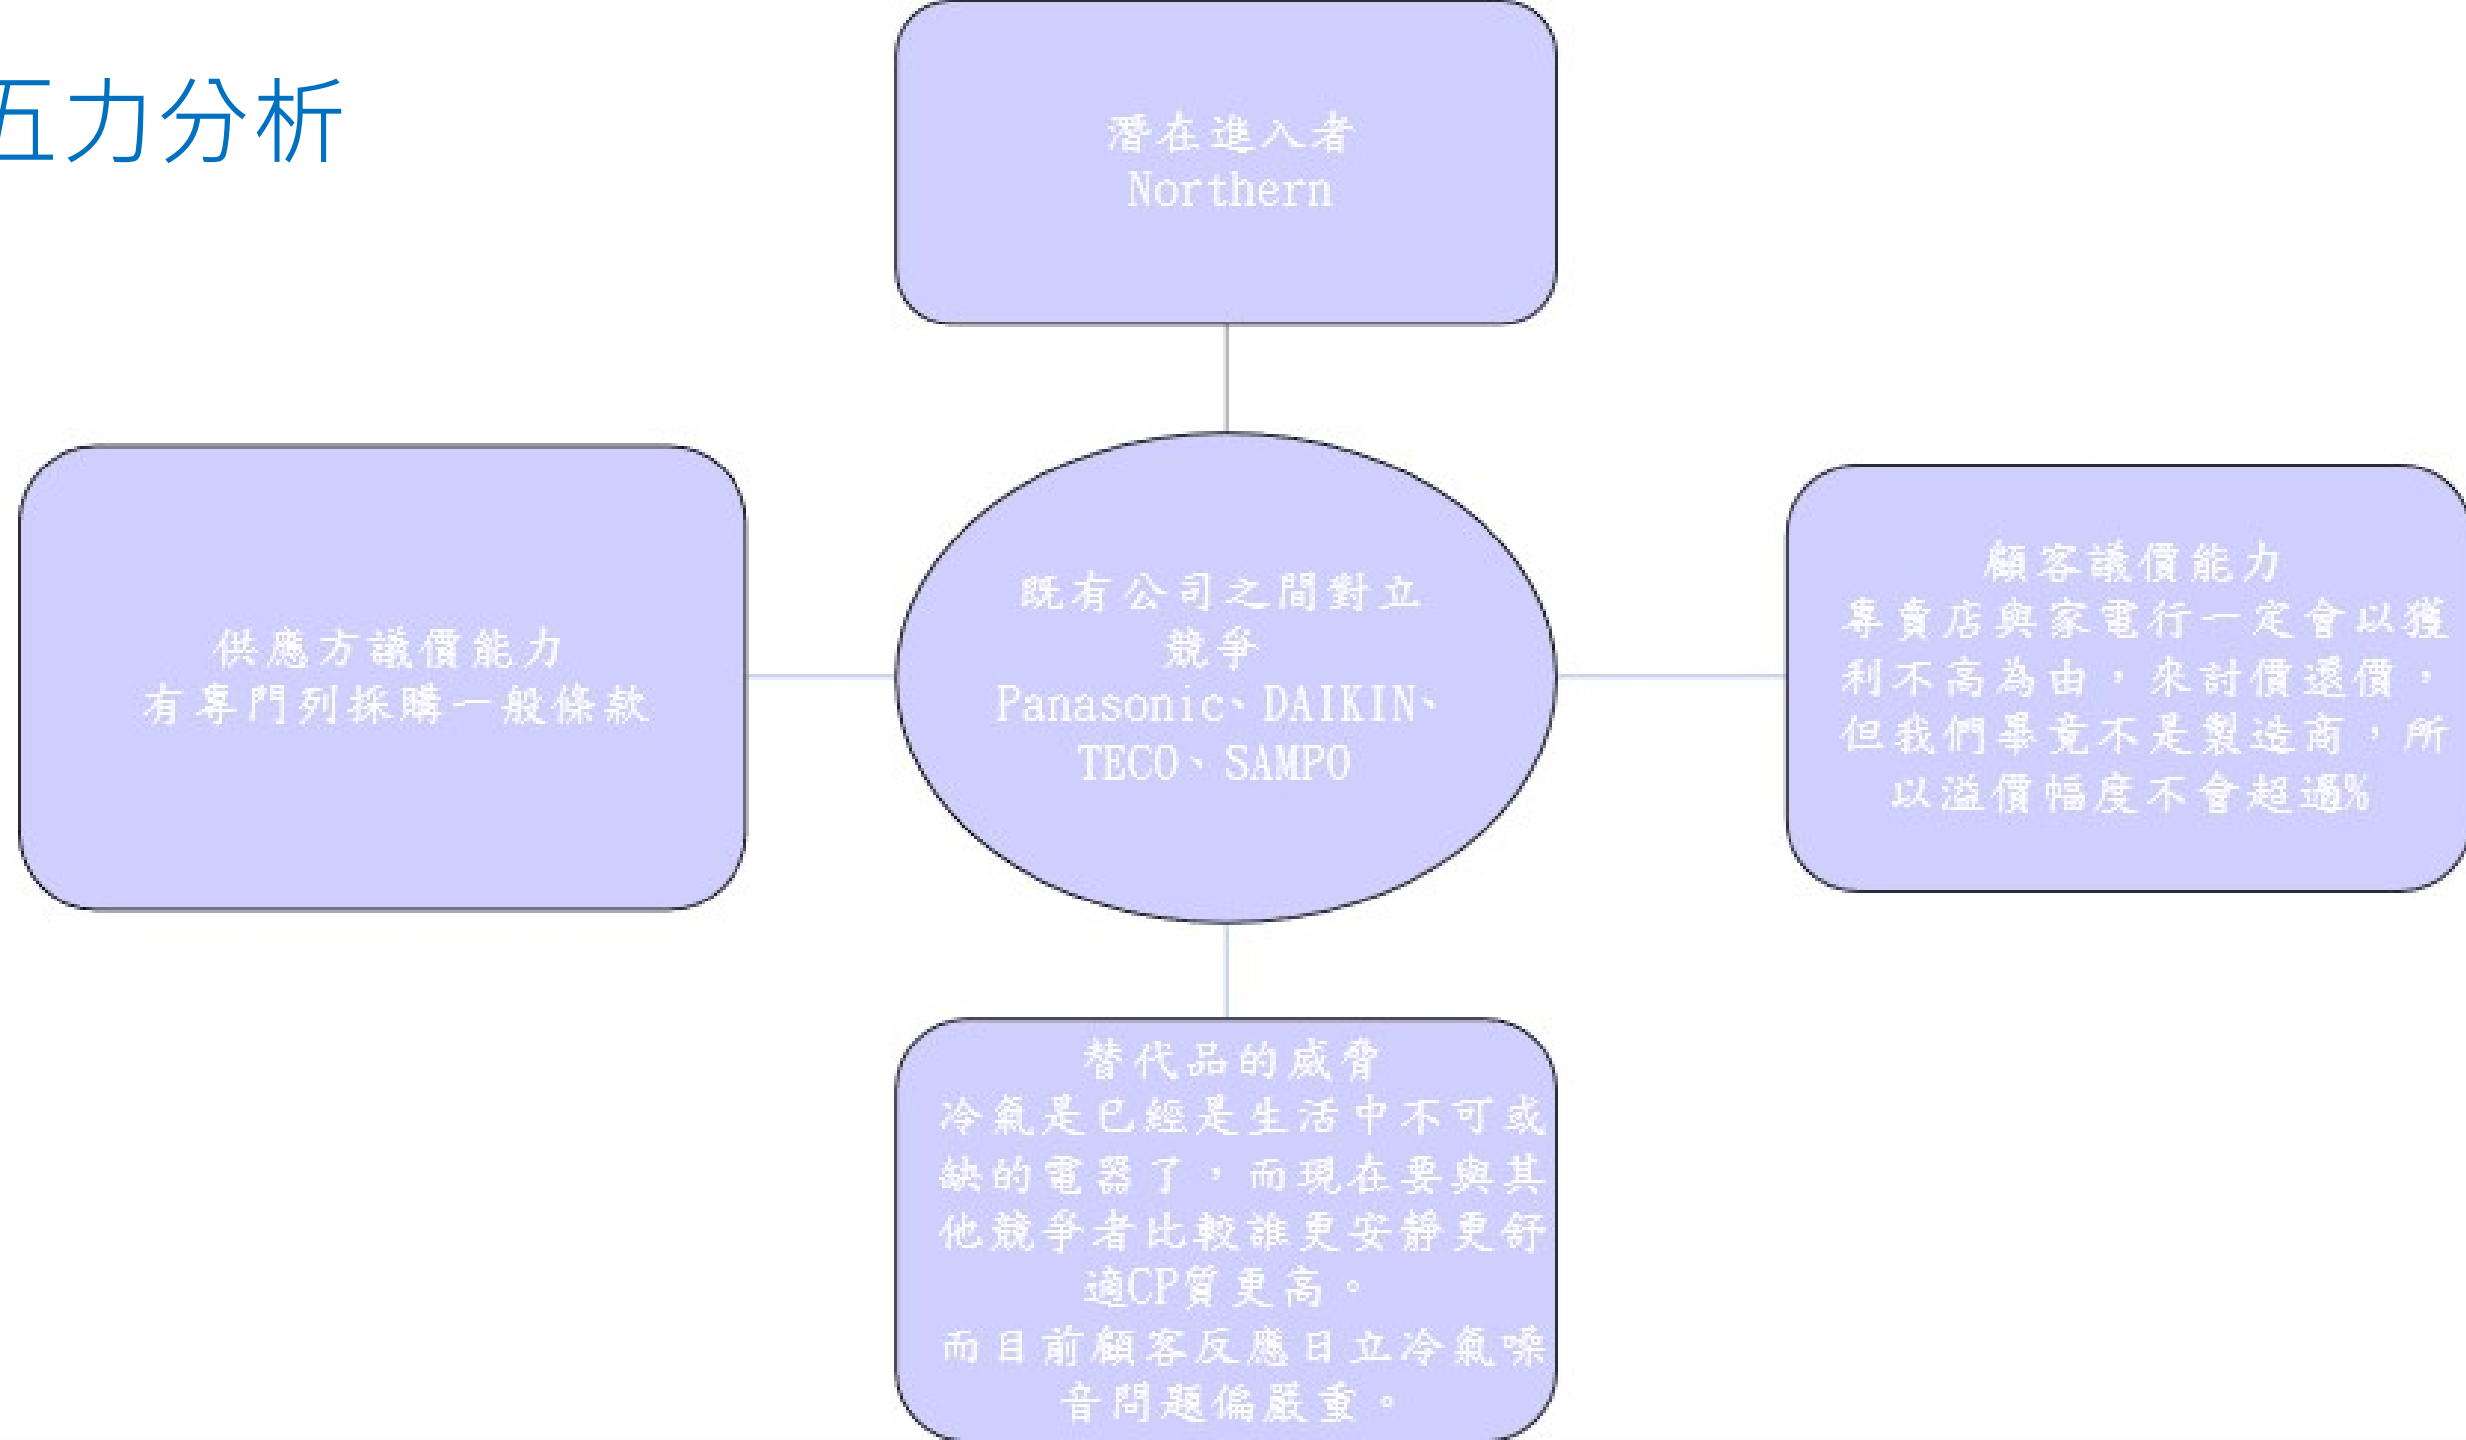 五力分析
潛在進入者
Northern
供應方議價能力
有專門列採購一般條款
既有公司之間對立
競爭
Panasonic、DAIKIN、
TECO、SAMPO
顧客議價能力
專賣店與家電行一定會以獲
利不高為由，來討價還價，
但我們畢竟不是製造商，所
以溢價幅度不會超過%
替代品的威脅
冷氣是已經是生活中不可或
缺的電器了，而現在要與其
他競爭者比較誰更安靜更舒
適CP質更高。
而目前顧客反應日立冷氣噪
音問題偏嚴重。